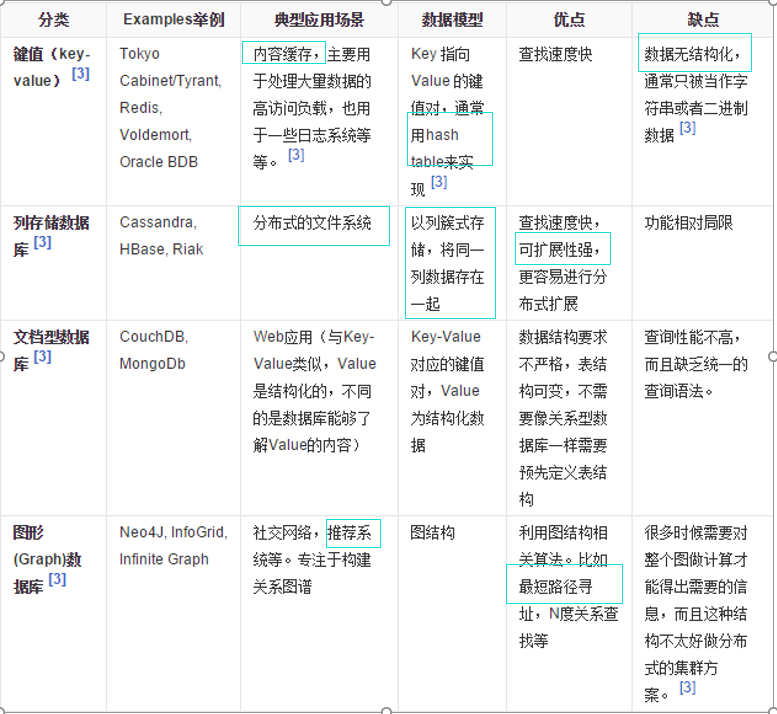 分类
Examples举例
典型应用场景
数据模型
优点
缺点
键值（key-
value）[3]
Tokyo
Cabinet/Tyrant,
Redis,
Voldemort,
Oracle BDB
内容缓存，主要用
于处理大量数据的
高访问负载，也用
于一些日志系统等
等。[3]
Key 指向
Value 的键
值对，通常
用hash
table来实
现 [3]
查找速度快
数据无结构化，
通常只被当作字
符串或者二进制
数据 [3]
列存储数据
库 [3]
Cassandra,
HBase, Riak
分布式的文件系统
以列簇式存
储，将同一
列数据存在
一起
查找速度快，
可扩展性强，
更容易进行分
布式扩展
功能相对局限
文档型数据
库 [3]
CouchDB,
MongoDb
Web应用（与Key-
Value类似，Value
是结构化的，不同
的是数据库能够了
解Value的内容）
Key-Value
对应的键值
对，Value
为结构化数
据
数据结构要求
不严格，表结
构可变，不需
要像关系型数
据库一样需要
预先定义表结
构
查询性能不高，
而且缺乏统一的
查询语法。
图形
(Graph)数
据库 [3]
Neo4J, InfoGrid,
Infinite Graph
社交网络，推荐系
统等。专注于构建
关系图谱
图结构
利用图结构相
关算法。比如
最短路径寻
址，N度关系查
找等
很多时候需要对
整个图做计算才
能得出需要的信
息，而且这种结
构不太好做分布
式的集群方
案。[3]